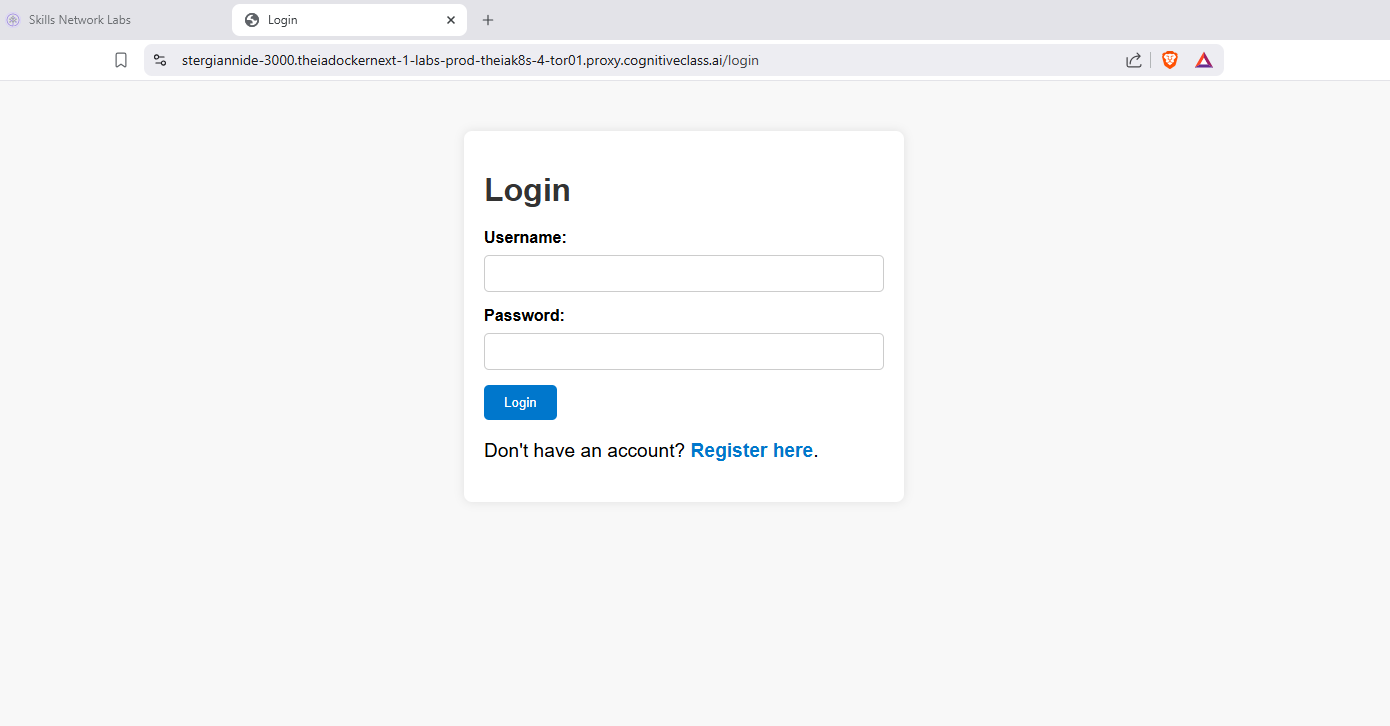 Skills Network Labs
Login
stergiannide-3000.theiadockernext-1-labs-prod-theiak8s-4-tor01.proxy.cognitiveclass.ai/login
Login
Username:
Password:
Login
Don't have an account? Register here.